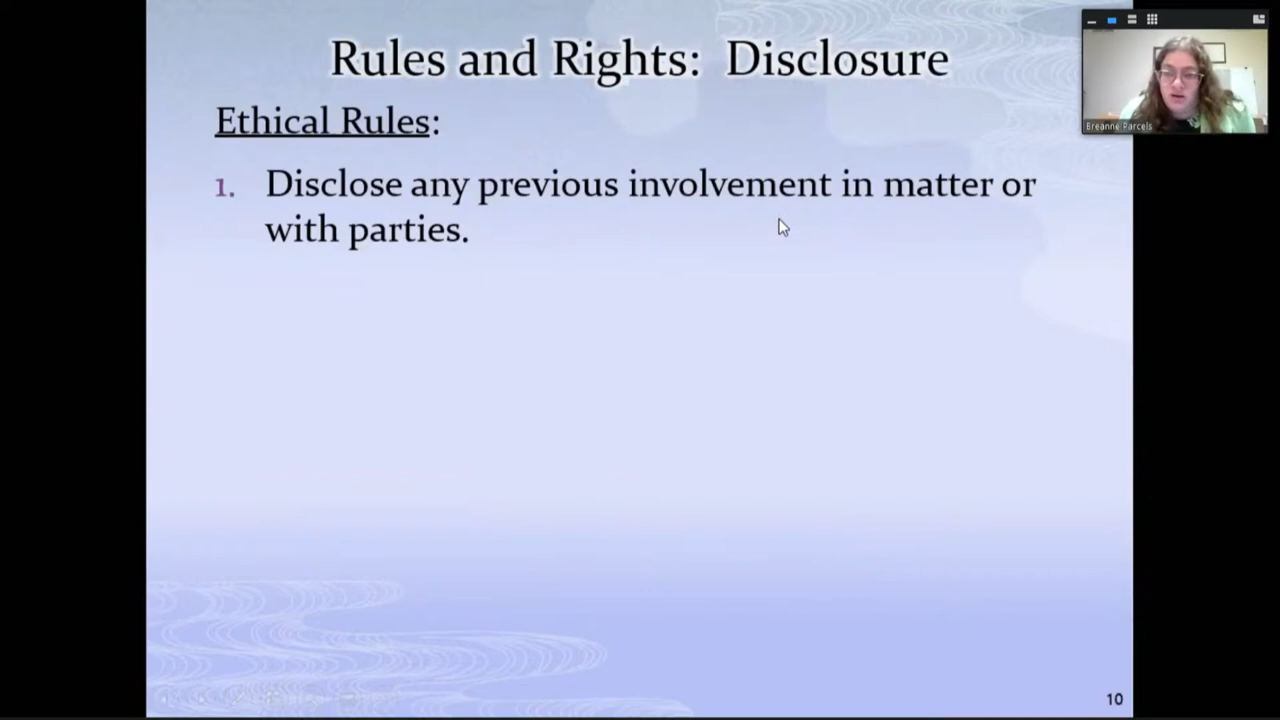 Rules and Rights: Disclosure
Breanne Parcels
Ethical Rules:
1. Disclose any previous involvement in matter or
with parties.
10